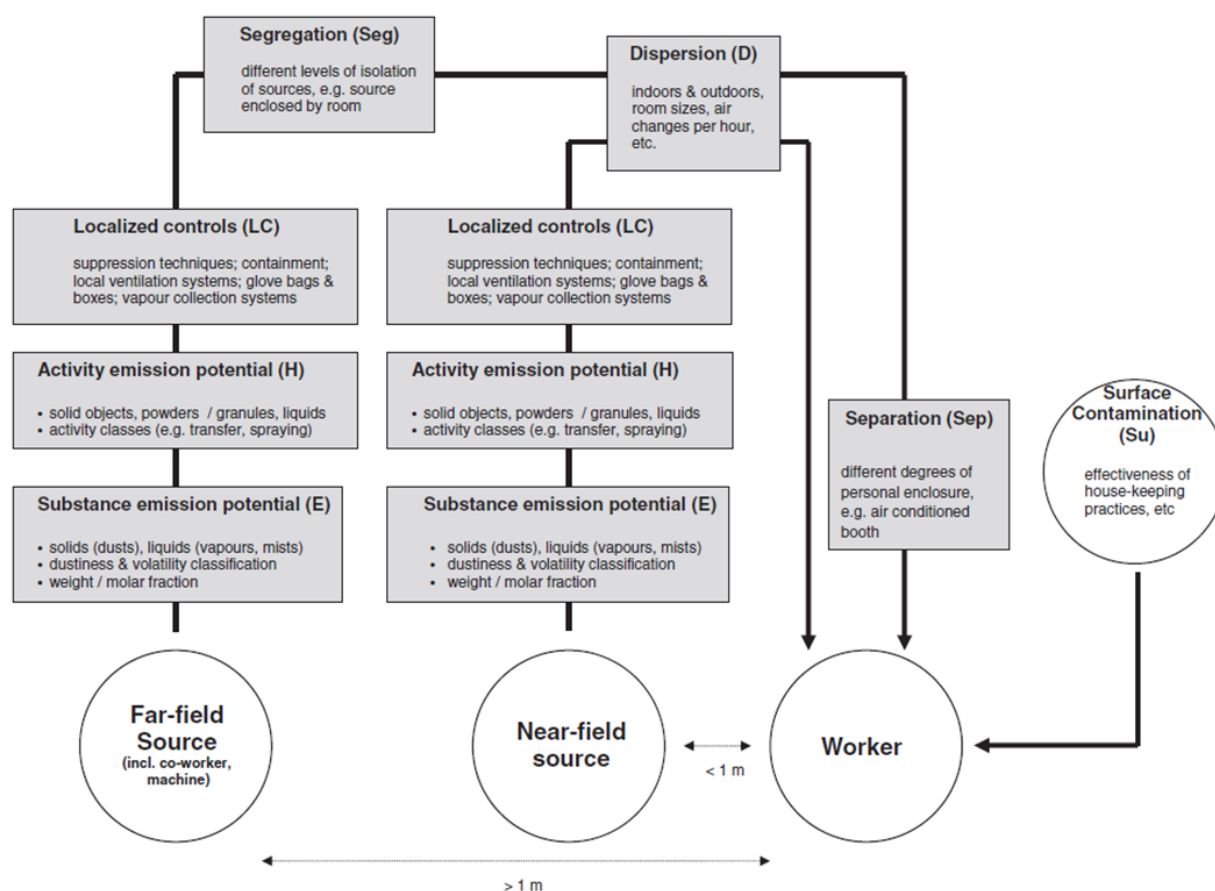 Segregation (Seg)
different levels of isolation
of sources, e.g. source
enclosed by room
Dispersion (D)
indoors & outdoors,
room sizes, air
changes per hour,
etc.
Localized controls (LC)
suppression techniques; containment;
local ventilation systems; glove bags &
boxes; vapour collection systems
Localized controls (LC)
suppression techniques; containment;
local ventilation systems; glove bags &
boxes; vapour collection systems
Activity emission potential (H)
• solid objects, powders / granules, liquids
• activity classes (e.g. transfer, spraying)
Activity emission potential (H)
• solid objects, powders / granules, liquids
• activity classes (e.g. transfer, spraying)
Separation (Sep)
different degrees of
personal enclosure,
e.g. air conditioned
booth
Surface
Contamination
(Su)
effectiveness of
house-keeping
practices, etc
Substance emission potential (E)
• solids (dusts), liquids (vapours, mists)
• dustiness & volatility classification
• weight / molar fraction
Substance emission potential (E)
• solids (dusts), liquids (vapours, mists)
• dustiness & volatility classification
• weight / molar fraction
Far-field
Source
(incl. co-worker,
machine)
Near-field
source
< 1 m
Worker
> 1 m